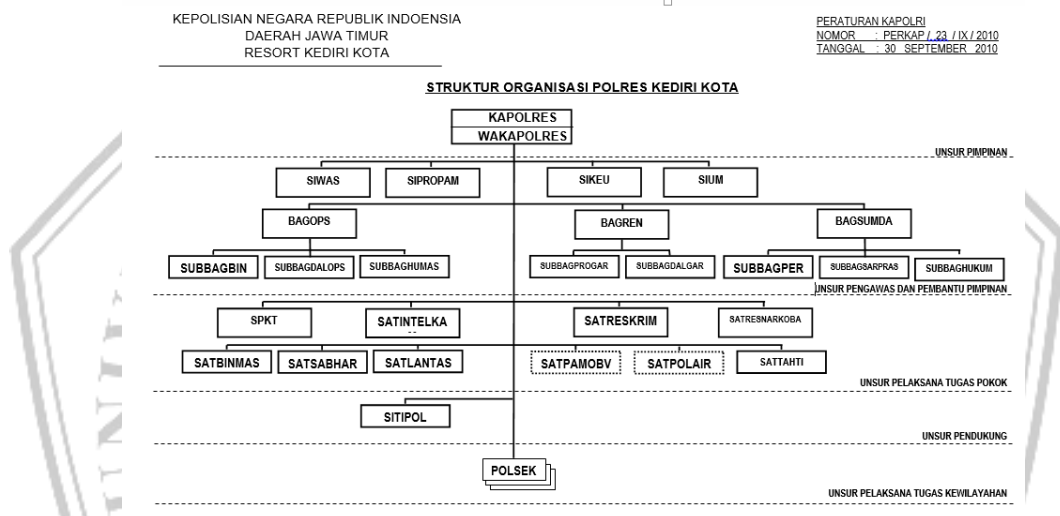 KEPOLISIAN NEGARA REPUBLIK INDOENSIA
DAERAH JAWA TIMUR
RESORT KEDIRI KOTA
PERATURAN KAPOLRI
NOMOR : PERKAP / 23 / IX / 2010
TANGGAL : 30 SEPTEMBER 2010
STRUKTUR ORGANISASI POLRES KEDIRI KOTA
KAPOLRES
WAKAPOLRES
UNSUR PIMPINAN
SIWAS SIPROPAM SIKEU SIUM
BAGOPS BAGREN BAGSUMDA
SUBBAGBIN SUBBAGDALOPS SUBBAGHUMAS SUBBAGPROGAR SUBBAGDALGAR SUBBAGPER SUBBAGSARPRAS SUBBAGHUKUM
UNSUR PENGAWAS DAN PEMBANTU PIMPINAN
SPKT SATINTELKA SATRESKRIM SATRESNARKOBA
SATBINMAS SATSABHAR SATLANTAS SATPAMOBV SATPOLAIR SATTAHTI
UNSUR PELAKSANA TUGAS POKOK
SITIPOL
UNSUR PENDUKUNG
POLSEK
UNSUR PELAKSANA TUGAS KEWILAYAHAN